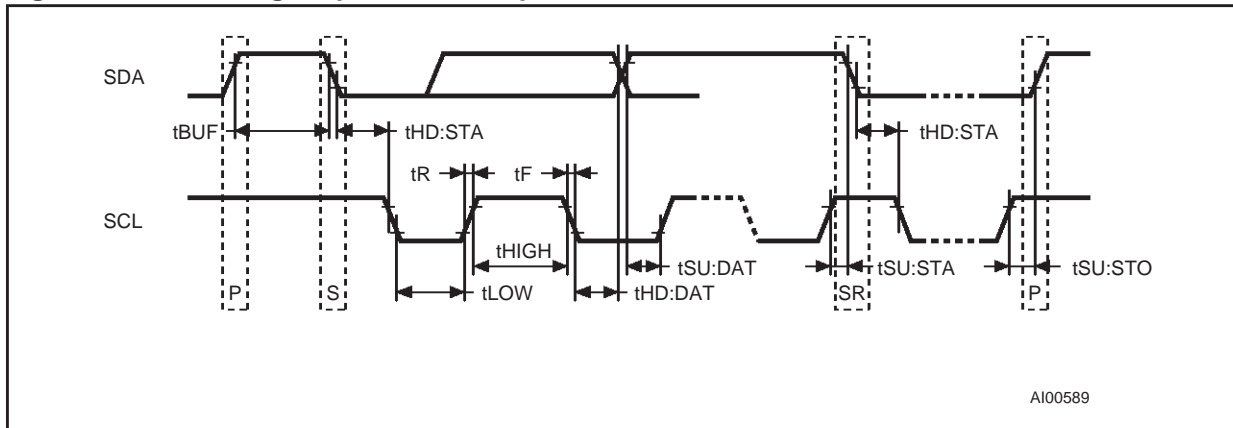 SDA
tBUF
tHD:STA
tHD:STA
tR
tF
SCL
tHIGH
tSU:DAT
tSU:STA
tSU:STO
P
S
tLOW
tHD:DAT
SR
P
AI00589